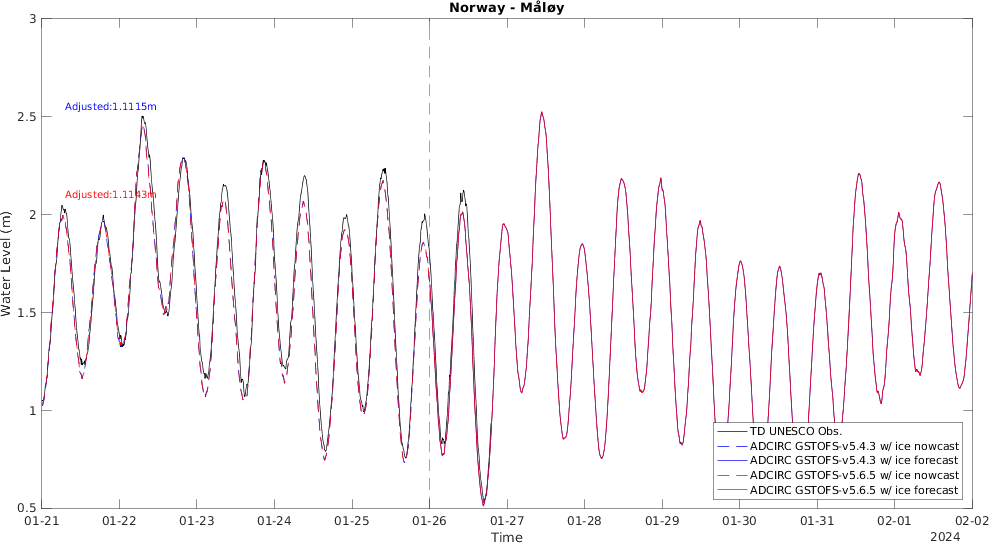 Norway - Måløy
3
2.5
2
1.5
1
0.5
Water Level (m)
Adjusted:1.1115m
Adjusted:1.1143m
TD UNESCO Obs.
ADCIRC GSTOFS-v5.4.3 w/ ice nowcast
ADCIRC GSTOFS-v5.4.3 w/ ice forecast
ADCIRC GSTOFS-v5.6.5 w/ ice nowcast
ADCIRC GSTOFS-v5.6.5 w/ ice forecast
01-21 01-22 01-23 01-24 01-25 01-26 01-27 01-28 01-29 01-30 01-31 02-01 02-02
Time
2024